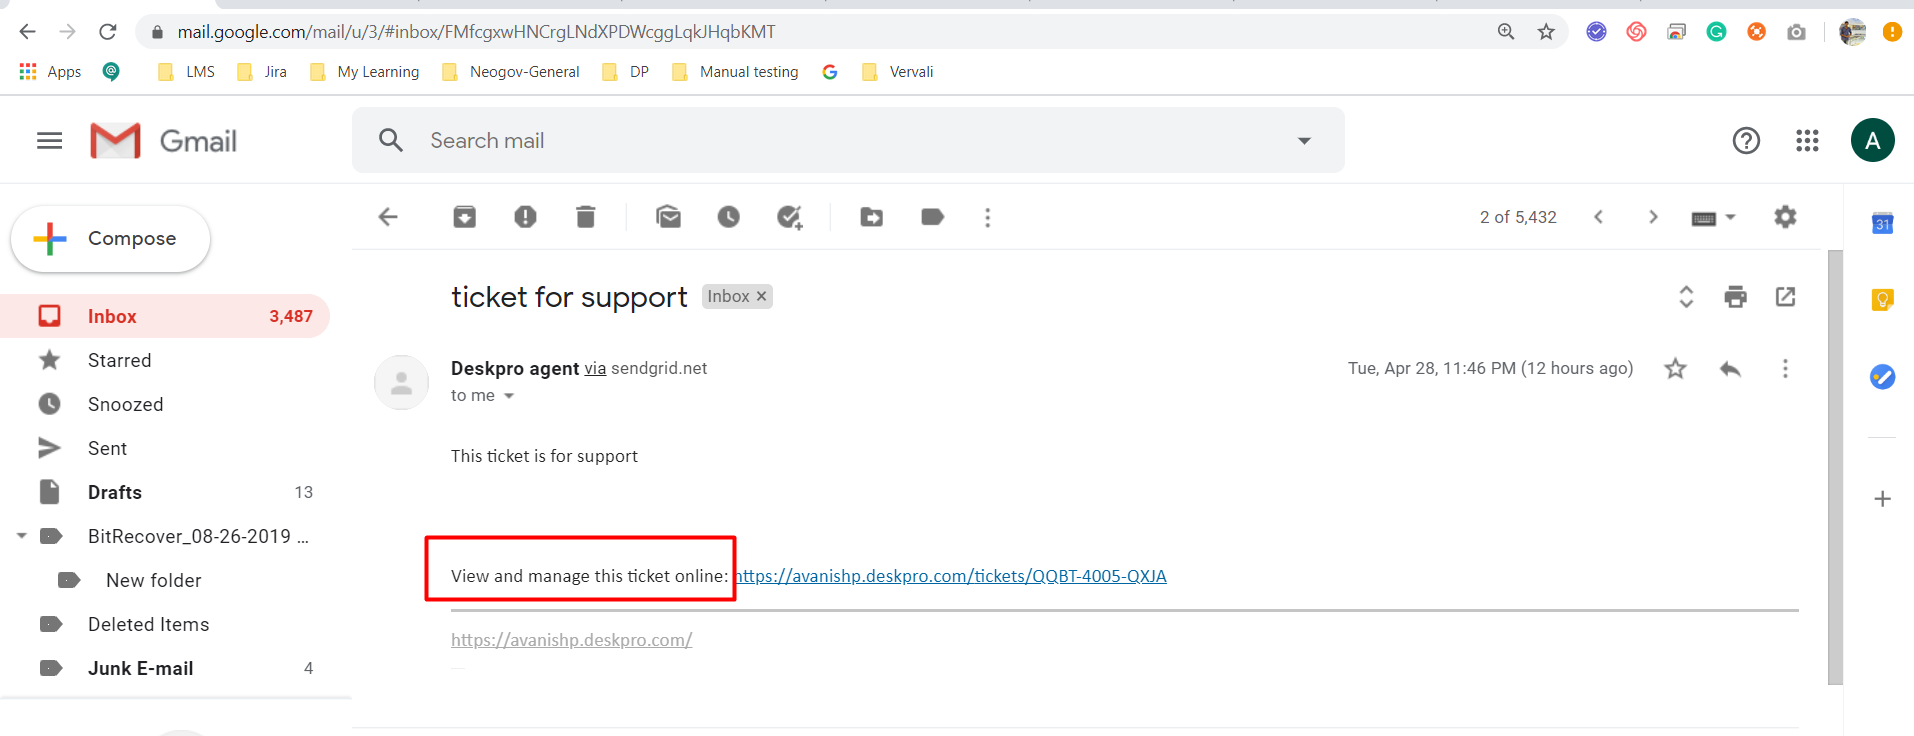 mail.google.com/mail/u/3/#inbox/FMfcgxwHNCrgLNdXPDWcggLqkJHqbKMT
Apps LMS Jira My Learning Neogov-General DP Manual testing Vervali
Gmail
Search mail
A
Compose
2 of 5,432
31
ticket for support Inbox ×
Inbox 3,487
Starred
Deskpro agent via sendgrid.net Tue, Apr 28, 11:46 PM (12 hours ago)
to me
Snoozed
Sent
This ticket is for support
Drafts 13
BitRecover_08-26-2019 ...
New folder
View and manage this ticket online: https://avanishp.deskpro.com/tickets/QQBT-4005-QXJA
Deleted Items
https://avanishp.deskpro.com/
Junk E-mail 4